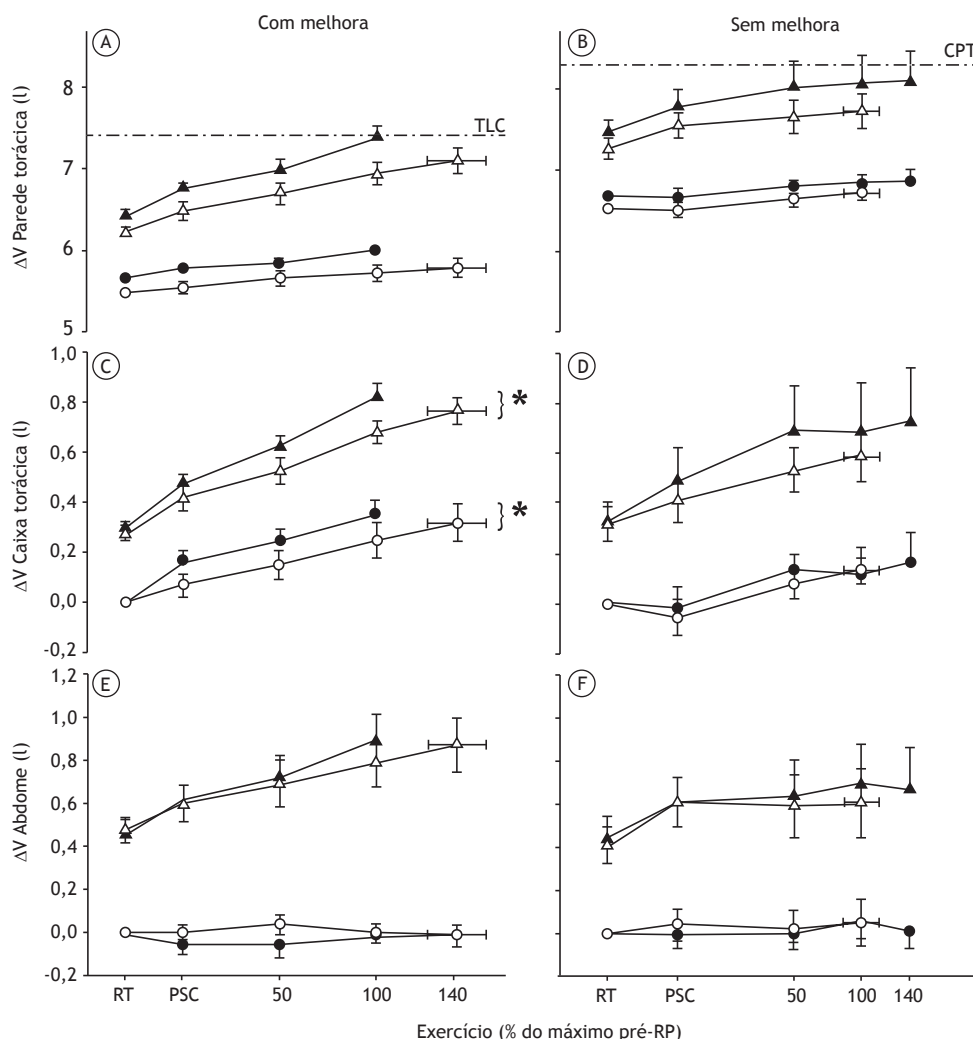 Com melhora
Sem melhora
A
B
CPT
TLC
ΔV Parede torácica (l)
8
7
6
5
C
D
ΔV Caixa torácica (l)
1,0
0,8
0,6
0,4
0,2
0,0
-0,2
*
*
E
F
ΔV Abdome (l)
1,2
1,0
0,8
0,6
0,4
0,2
0,0
-0,2
RT PSC 50 100 140
RT PSC 50 100 140
Exercício (% do máximo pré-RP)